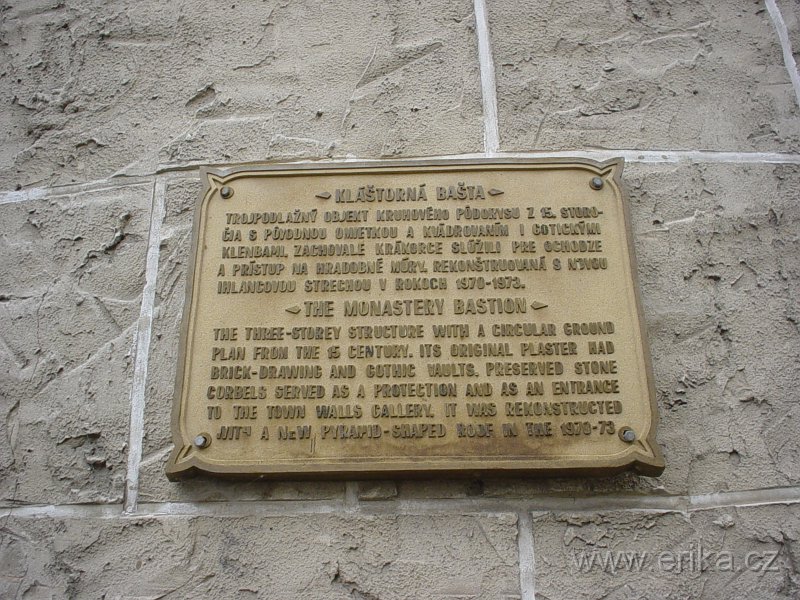 KLÁŠTORNÁ BAŠTA
TROJPODLAŽNÝ OBJEKT KRUHOVÉHO PÔDORYSU Z 15. STORO-
ČIA S PÔVODNOU OMIETKOU A KVÁDROVANÍM I GOTICKÝMI
KLENBAMI. ZACHOVALE KRÁKORCE SLÚŽILI PRE OCHODZE
A PRÍSTUP NA HRADOBNÉ MÚRY. REKONŠTRUOVANÁ S NOVOU
IHLANCOVOU STRECHOU V ROKOCH 1970-1973.
THE MONASTERY BASTION
THE THREE-STOREY STRUCTURE WITH A CIRCULAR GROUND
PLAN FROM THE 15 CENTURY. ITS ORIGINAL PLASTER HAD
BRICK-DRAWING AND GOTHIC VAULTS. PRESERVED STONE
CORBELS SERVED AS A PROTECTION AND AS AN ENTRANCE
TO THE TOWN WALLS GALLERY. IT WAS REKONSTRUCTED
WITH A NEW PYRAMID-SHAPED ROOF IN THE 1970-73
www.erika.cz